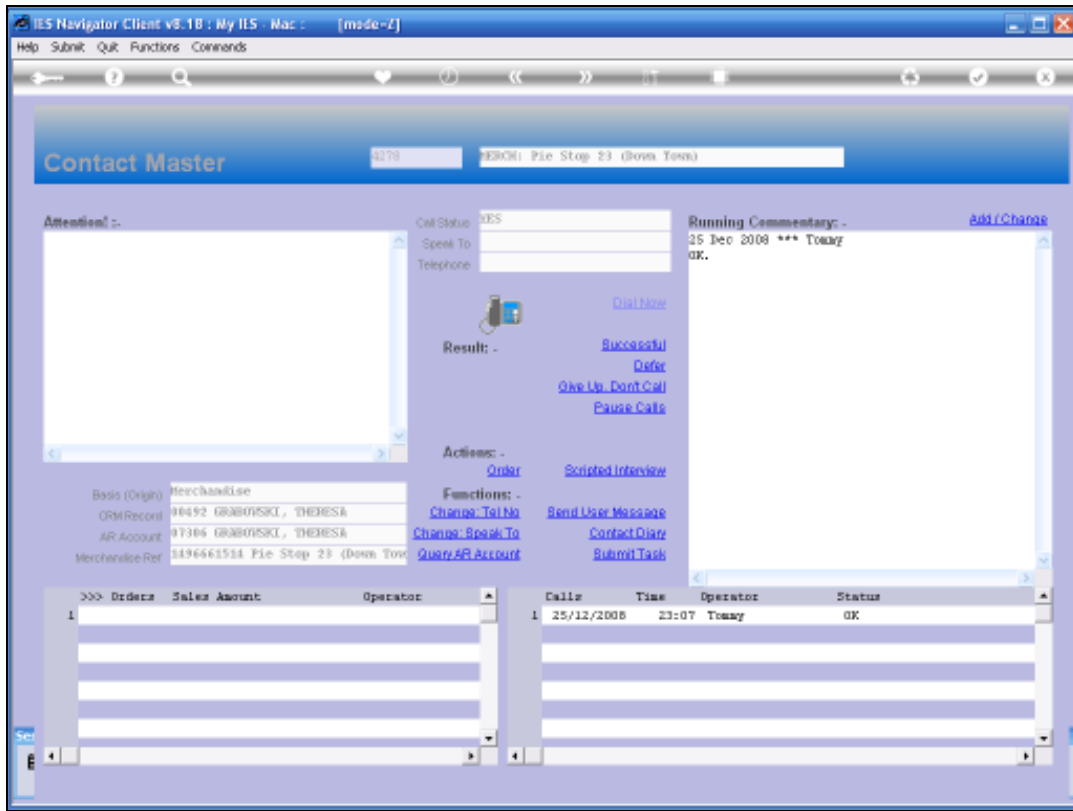 IES Navigator Client v8.1B : My IES - Mac : [mode=Z]
Help Submit Quit Functions Commands
Contact Master 4278 MERCH: Pie Stop 23 (Down Town)
Attention! :-
Call Status YES
Speak To
Telephone
Running Commentary: - Add / Change
25 Dec 2008 *** Tommy
OK.
Dial Now
Result: - Successful
Defer
Give Up, Dont Call
Pause Calls
Actions: -
Order Scripted Interview
Functions: -
Change: Tel No Send User Message
Change: Speak To Contact Diary
Query AR Account Submit Task
Basis (Origin) Merchandise
CRM Record 00492 GRABOWSKI, THERESA
AR Account 07306 GRABOWSKI, THERESA
Merchandise Ref 1496661514 Pie Stop 23 (Down Tow
>>> Orders Sales Amount Operator
1
Calls Time Operator Status
1 25/12/2008 23:07 Tommy OK
Se